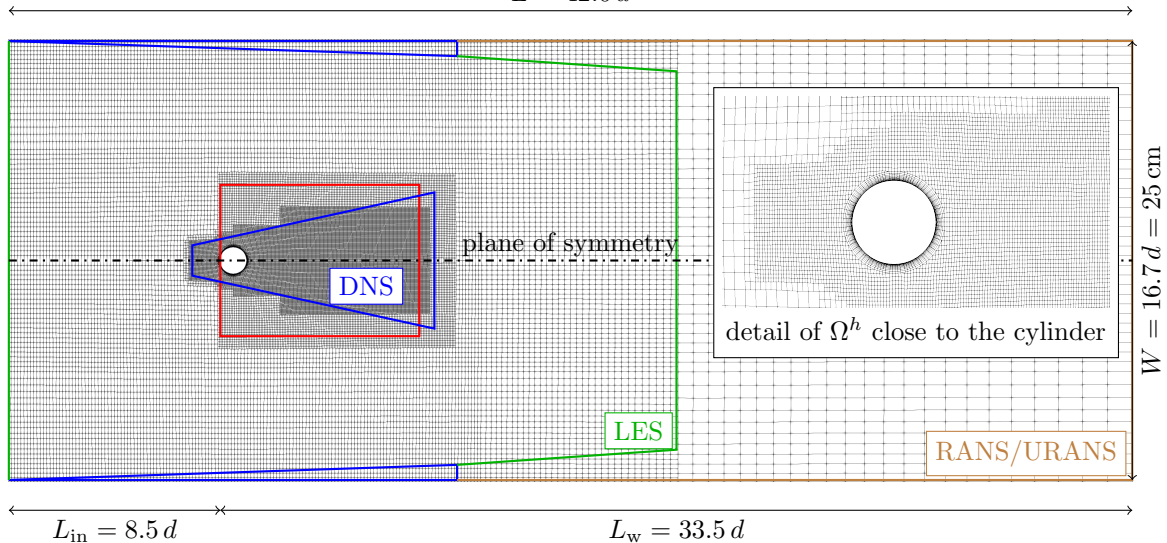 plane of symmetry
DNS
detail of Ωʰ close to the cylinder
W = 16.7 d = 25 cm
LES
RANS/URANS
L_in = 8.5 d
L_w = 33.5 d